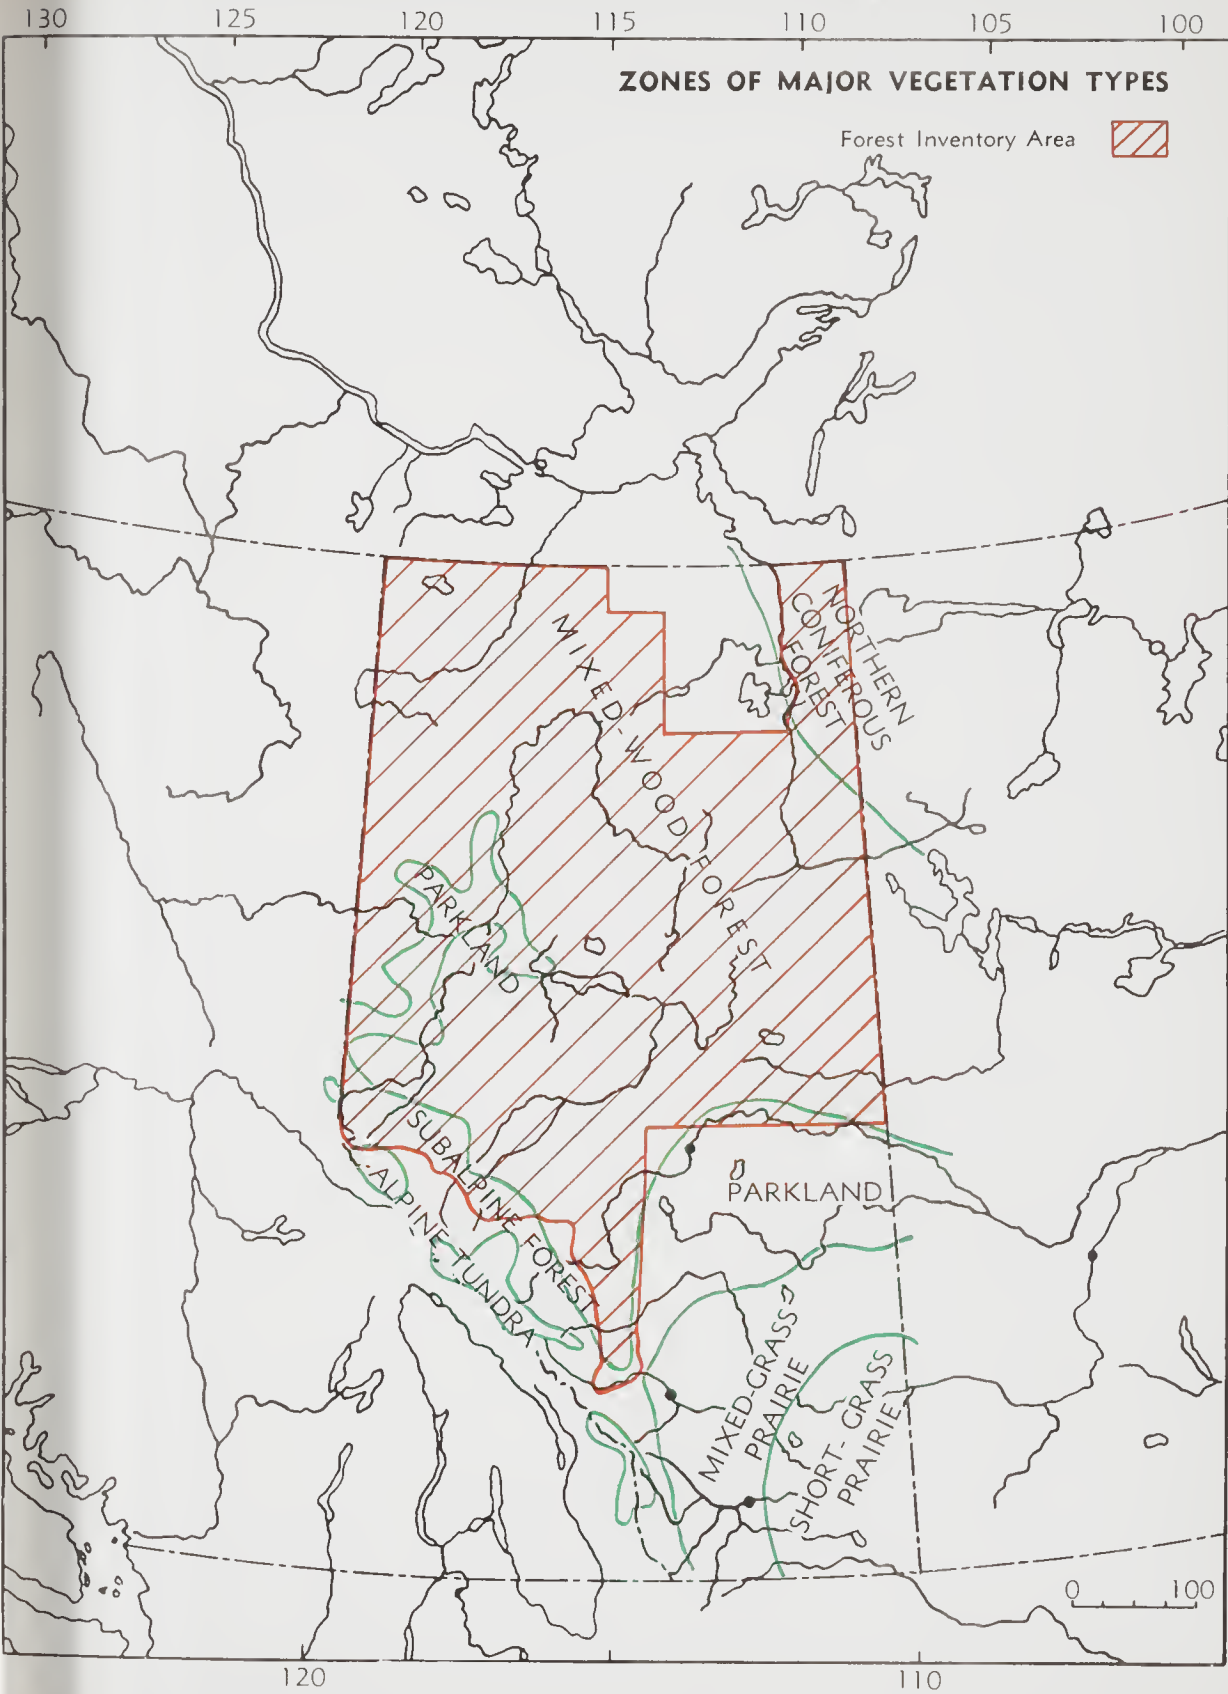 130 125 120 115 110 105 100
ZONES OF MAJOR VEGETATION TYPES
Forest Inventory Area
NORTHERN
CONIFEROUS
FOREST
MIXED-WOOD FOREST
PARKLAND
SUBALPINE FOREST
ALPINE TUNDRA
PARKLAND
MIXED-GRASS
PRAIRIE
SHORT-GRASS
PRAIRIE
0 100
120 110